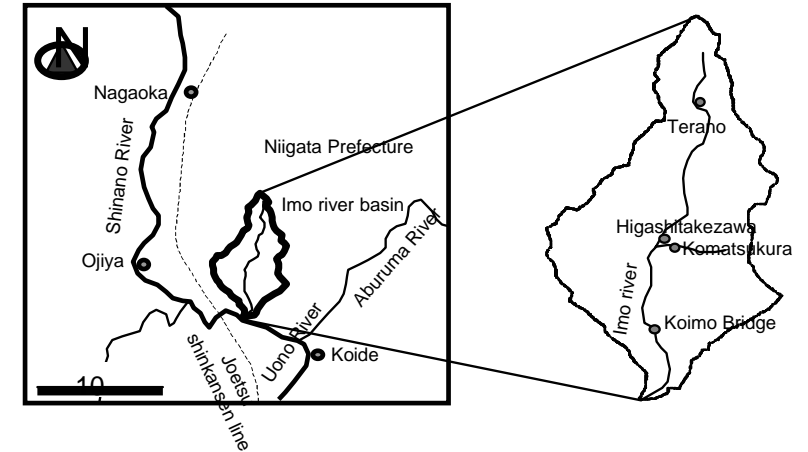 N
Nagaoka
Shinano River
Niigata Prefecture
Imo river basin
Aburuma River
Ojiya
Uono River
Koide
Joetsu
shinkansen line
10
Terano
Higashitakezawa
Komatsukura
Imo river
Koimo Bridge